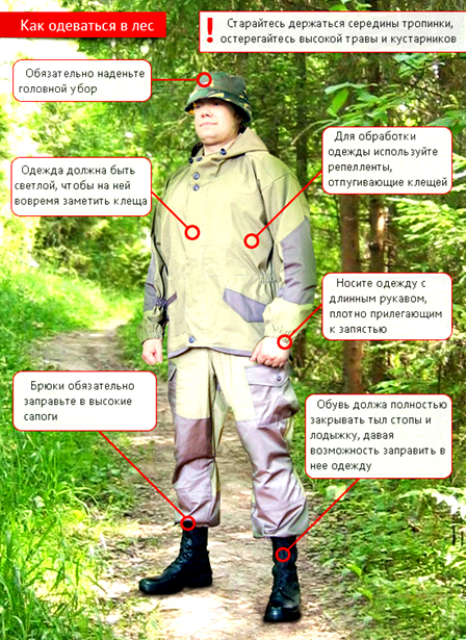 Как одеваться в лес
! Старайтесь держаться середины тропинки,
остерегайтесь высокой травы и кустарников
Обязательно наденьте
головной убор
Для обработки
одежды используйте
репелленты,
отпугивающие клещей
Одежда должна быть
светлой, чтобы на ней
вовремя заметить клеща
Носите одежду с
длинным рукавом,
плотно прилегающим
к запястью
Брюки обязательно
заправьте в высокие
сапоги
Обувь должна полностью
закрывать тыл стопы и
лодыжку, давая
возможность заправить в
нее одежду